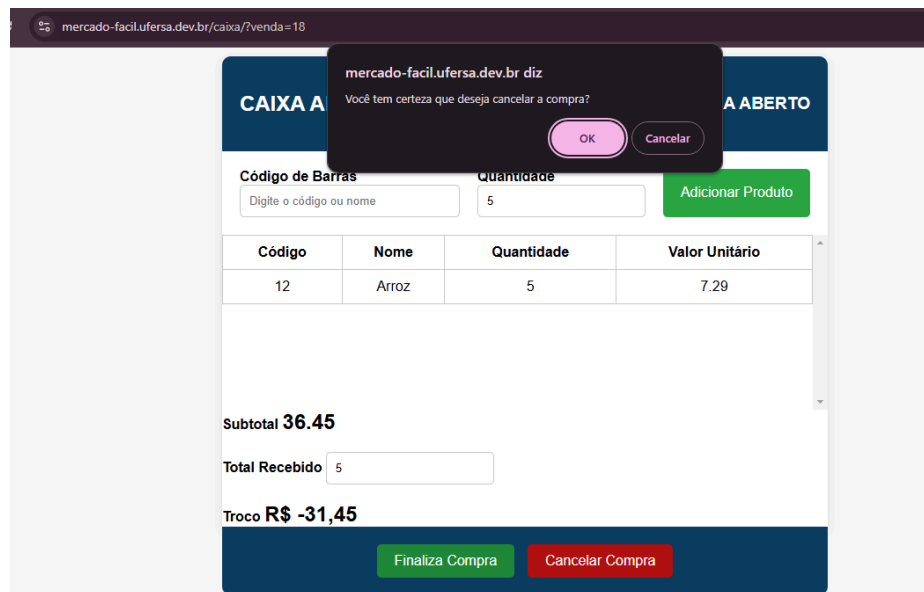 mercado-facil.ufersa.dev.br/caixa/?venda=18
mercado-facil.ufersa.dev.br diz
Você tem certeza que deseja cancelar a compra?
OK Cancelar
CAIXA A A ABERTO
Código de Barras Quantidade
Digite o código ou nome 5 Adicionar Produto
Código Nome Quantidade Valor Unitário
12 Arroz 5 7.29
Subtotal 36.45
Total Recebido 5
Troco R$ -31,45
Finaliza Compra Cancelar Compra